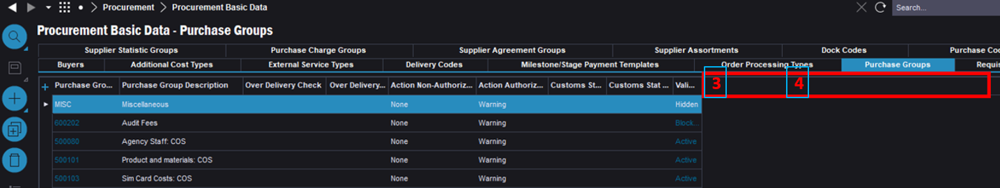 Procurement Procurement Basic Data Search...
Procurement Basic Data - Purchase Groups
Supplier Statistic Groups Purchase Charge Groups Supplier Agreement Groups Supplier Assortments Dock Codes Purchase Coo
Buyers Additional Cost Types External Service Types Delivery Codes Milestone/Stage Payment Templates Order Processing Types Purchase Groups Requis
Purchase Gro... Purchase Group Description Over Delivery Check Over Delivery... Action Non-Authoriz... Action Authoriz... Customs St... Customs Stat ... Vali... 3 4
MISC Miscellaneous None Warning Hidden
600202 Audit Fees None Warning Block...
500080 Agency Staff: COS None Warning Active
500101 Product and materials: COS None Warning Active
500103 Sim Card Costs: COS None Warning Active